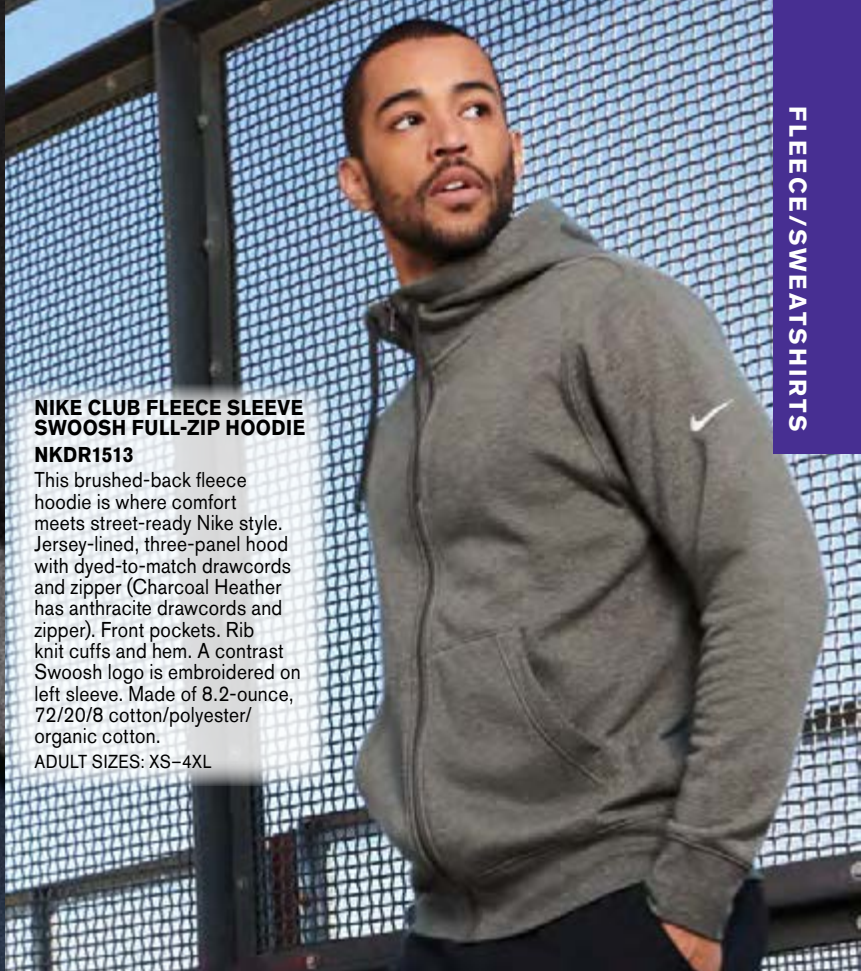 FLEECE/SWEATSHIRTS
NIKE CLUB FLEECE SLEEVE
SWOOSH FULL-ZIP HOODIE
NKDR1513
This brushed-back fleece
hoodie is where comfort
meets street-ready Nike style.
Jersey-lined, three-panel hood
with dyed-to-match drawcords
and zipper (Charcoal Heather
has anthracite drawcords and
zipper). Front pockets. Rib
knit cuffs and hem. A contrast
Swoosh logo is embroidered on
left sleeve. Made of 8.2-ounce,
72/20/8 cotton/polyester/
organic cotton.
ADULT SIZES: XS–4XL